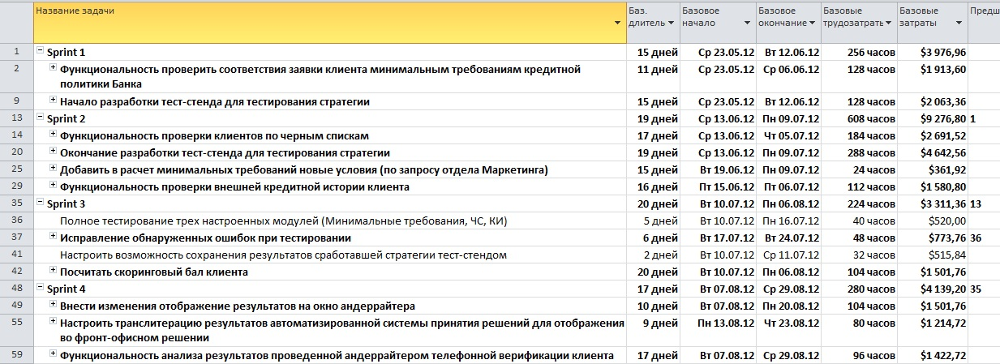 Название задачи Баз. длитель Базовое начало Базовое окончание Базовые трудозатрать Базовые затраты Предш
1 Sprint 1 15 дней Ср 23.05.12 Вт 12.06.12 256 часов $3 976,96
2 Функциональность проверить соответствия заявки клиента минимальным требованиям кредитной 11 дней Ср 23.05.12 Ср 06.06.12 128 часов $1 913,60
политики Банка
9 Начало разработки тест-стенда для тестирования стратегии 15 дней Ср 23.05.12 Вт 12.06.12 128 часов $2 063,36
13 Sprint 2 19 дней Ср 13.06.12 Пн 09.07.12 608 часов $9 276,80 1
14 Функциональность проверки клиентов по черным спискам 17 дней Ср 13.06.12 Чт 05.07.12 184 часов $2 691,52
20 Окончание разработки тест-стенда для тестирования стратегии 19 дней Ср 13.06.12 Пн 09.07.12 288 часов $4 642,56
25 Добавить в расчет минимальных требований новые условия (по запросу отдела Маркетинга) 15 дней Вт 19.06.12 Пн 09.07.12 24 часов $361,92
29 Функциональность проверки внешней кредитной истории клиента 16 дней Пт 15.06.12 Пт 06.07.12 112 часов $1 580,80
35 Sprint 3 20 дней Вт 10.07.12 Пн 06.08.12 224 часов $3 311,36 13
36 Полное тестирование трех настроенных модулей (Минимальные требования, ЧС, КИ) 5 дней Вт 10.07.12 Пн 16.07.12 40 часов $520,00
37 Исправление обнаруженных ошибок при тестировании 6 дней Вт 17.07.12 Вт 24.07.12 48 часов $773,76 36
41 Настроить возможность сохранения результатов сработавшей стратегии тест-стендом 2 дней Вт 10.07.12 Ср 11.07.12 32 часов $515,84
42 Посчитать скоринговый бал клиента 20 дней Вт 10.07.12 Пн 06.08.12 104 часов $1 501,76
48 Sprint 4 17 дней Вт 07.08.12 Ср 29.08.12 280 часов $4 139,20 35
49 Внести изменения отображение результатов на окно андеррайтера 10 дней Вт 07.08.12 Пн 20.08.12 104 часов $1 501,76
55 Настроить транслитерацию результатов автоматизированной системы принятия решений для отображения 9 дней Пн 13.08.12 Чт 23.08.12 80 часов $1 214,72
во фронт-офисном решении
59 Функциональность анализа результатов проведенной андеррайтером телефонной верификации клиента 17 дней Вт 07.08.12 Ср 29.08.12 96 часов $1 422,72